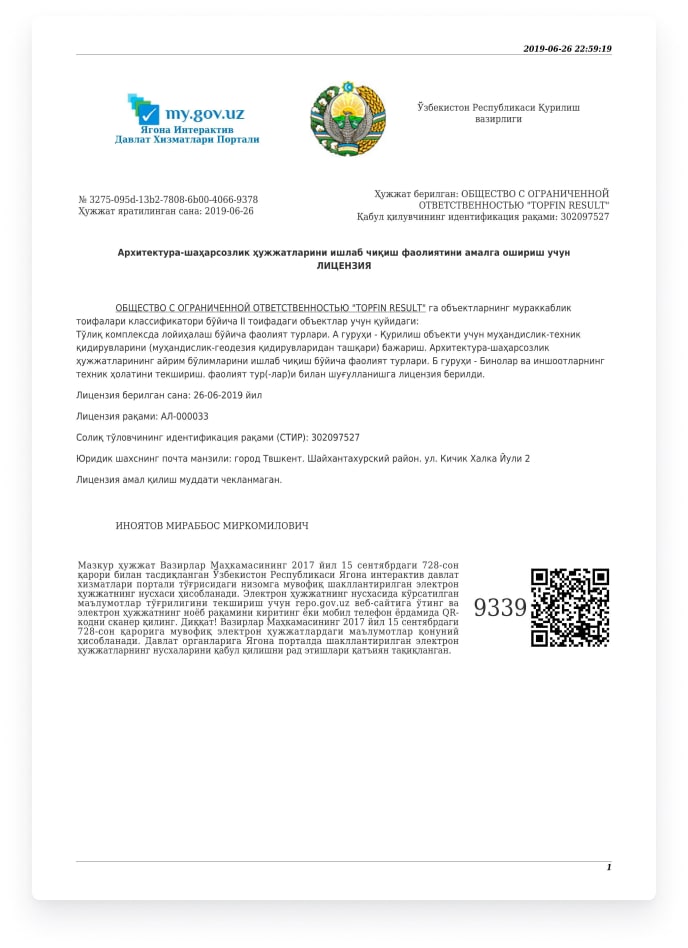 2019-06-26 22:59:19
my.gov.uz
Ягона Интерактив
Давлат Хизматлари Портали
Ўзбекистон Республикаси Қурилиш
вазирлиги
№ 3275-095d-13b2-7808-6b00-4066-9378
Ҳужжат яратилинган сана: 2019-06-26
Ҳужжат берилган: ОБЩЕСТВО С ОГРАНИЧЕННОЙ
ОТВЕТСТВЕННОСТЬЮ "TOPFIN RESULT"
Қабул қилувчининг идентификация рақами: 302097527
Архитектура-шаҳарсозлик ҳужжатларини ишлаб чиқиш фаолиятини амалга ошириш учун
ЛИЦЕНЗИЯ
ОБЩЕСТВО С ОГРАНИЧЕННОЙ ОТВЕТСТВЕННОСТЬЮ "TOPFIN RESULT" га объектларнинг мураккаблик
тоифалари классификатори бўйича II тоифадаги объектлар учун қуйидаги:
Тўлиқ комплексда лойиҳалаш бўйича фаолият турлари. А гуруҳи - Қурилиш объекти учун муҳандислик-техник
қидирувларини (муҳандислик-геодезия қидирувларидан ташқари) бажариш. Архитектура-шаҳарсозлик
ҳужжатларининг айрим бўлимларини ишлаб чиқиш бўйича фаолият турлари. Б гуруҳи - Бинолар ва иншоотларнинг
техник ҳолатини текшириш. фаолият тур(-лар)и билан шуғулланишга лицензия берилди.
Лицензия берилган сана: 26-06-2019 йил
Лицензия рақами: АЛ-000033
Солиқ тўловчининг идентификация рақами (СТИР): 302097527
Юридик шахснинг почта манзили: город Твшкент. Шайхантахурский район. ул. Кичик Халка Йули 2
Лицензия амал қилиш муддати чекланмаган.
ИНОЯТОВ МИРАББОС МИРКОМИЛОВИЧ
Мазкур ҳужжат Вазирлар Маҳкамасининг 2017 йил 15 сентябрдаги 728-сон
қарори билан тасдиқланган Ўзбекистон Республикаси Ягона интерактив давлат
хизматлари портали тўғрисидаги низомга мувофиқ шакллантирилган электрон
ҳужжатнинг нусхаси ҳисобланади. Электрон ҳужжатнинг нусхасида кўрсатилган
маълумотлар тўғрилигини текшириш учун repo.gov.uz веб-сайтига ўтинг ва
электрон ҳужжатнинг ноёб рақамини киритинг ёки мобил телефон ёрдамида QR-
кодни сканер қилинг. Диққат! Вазирлар Маҳкамасининг 2017 йил 15 сентябрдаги
728-сон қарорига мувофиқ электрон ҳужжатлардаги маълумотлар қонуний
ҳисобланади. Давлат органларига Ягона порталда шакллантирилган электрон
ҳужжатларнинг нусхаларини қабул қилишни рад этишлари қатъиян тақиқланган.
9339
1